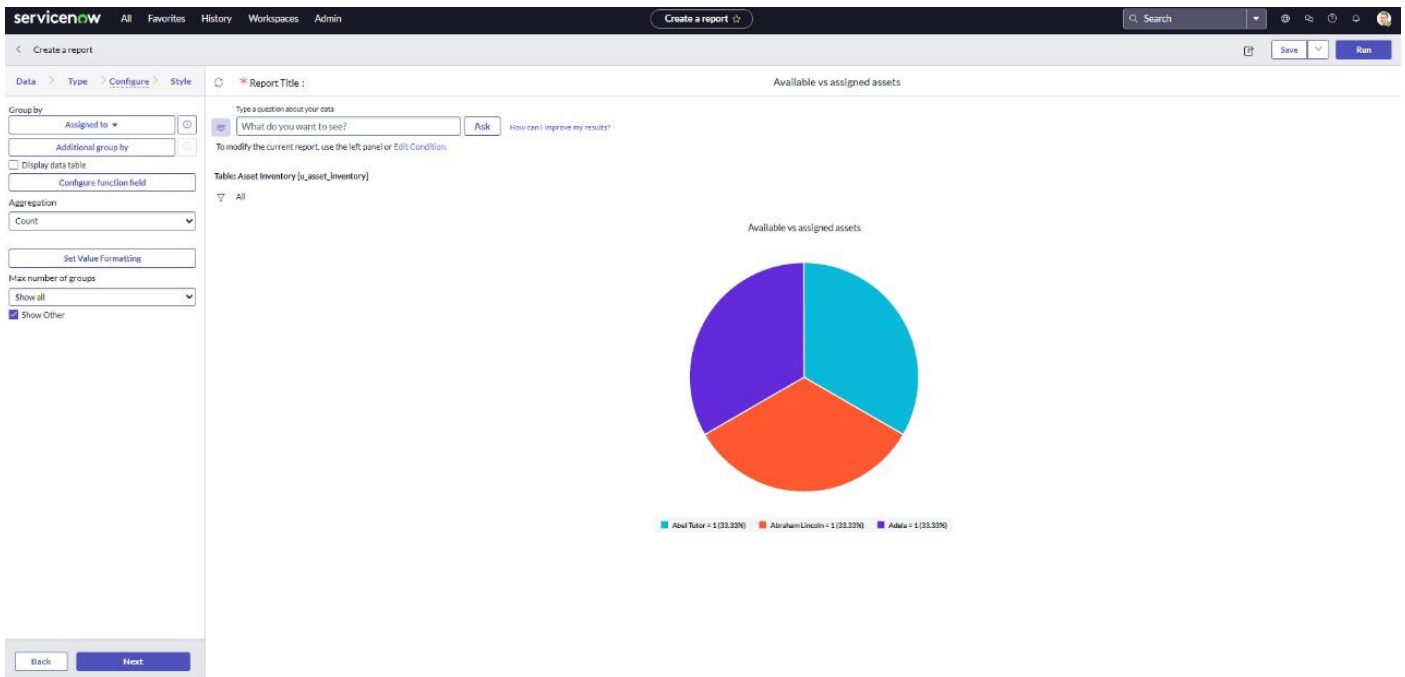 servicenow All Favorites History Workspaces Admin Create a report Search
Create a report Save Run
Data Type Configure Style * Report Title : Available vs assigned assets
Group by
Assigned to
Additional group by
Display data table
Configure function field
Aggregation
Count
Set Value Formatting
Max number of groups
Show all
Show Other
Back Next
Type a question about your data
What do you want to see? Ask How can I improve my results?
To modify the current report, use the left panel or Edit Condition.
Table: Asset Inventory [u_asset_inventory]
All
Available vs assigned assets
Abel Tutor = 1 (33.33%) Abraham Lincoln = 1 (33.33%) Adela = 1 (33.33%)